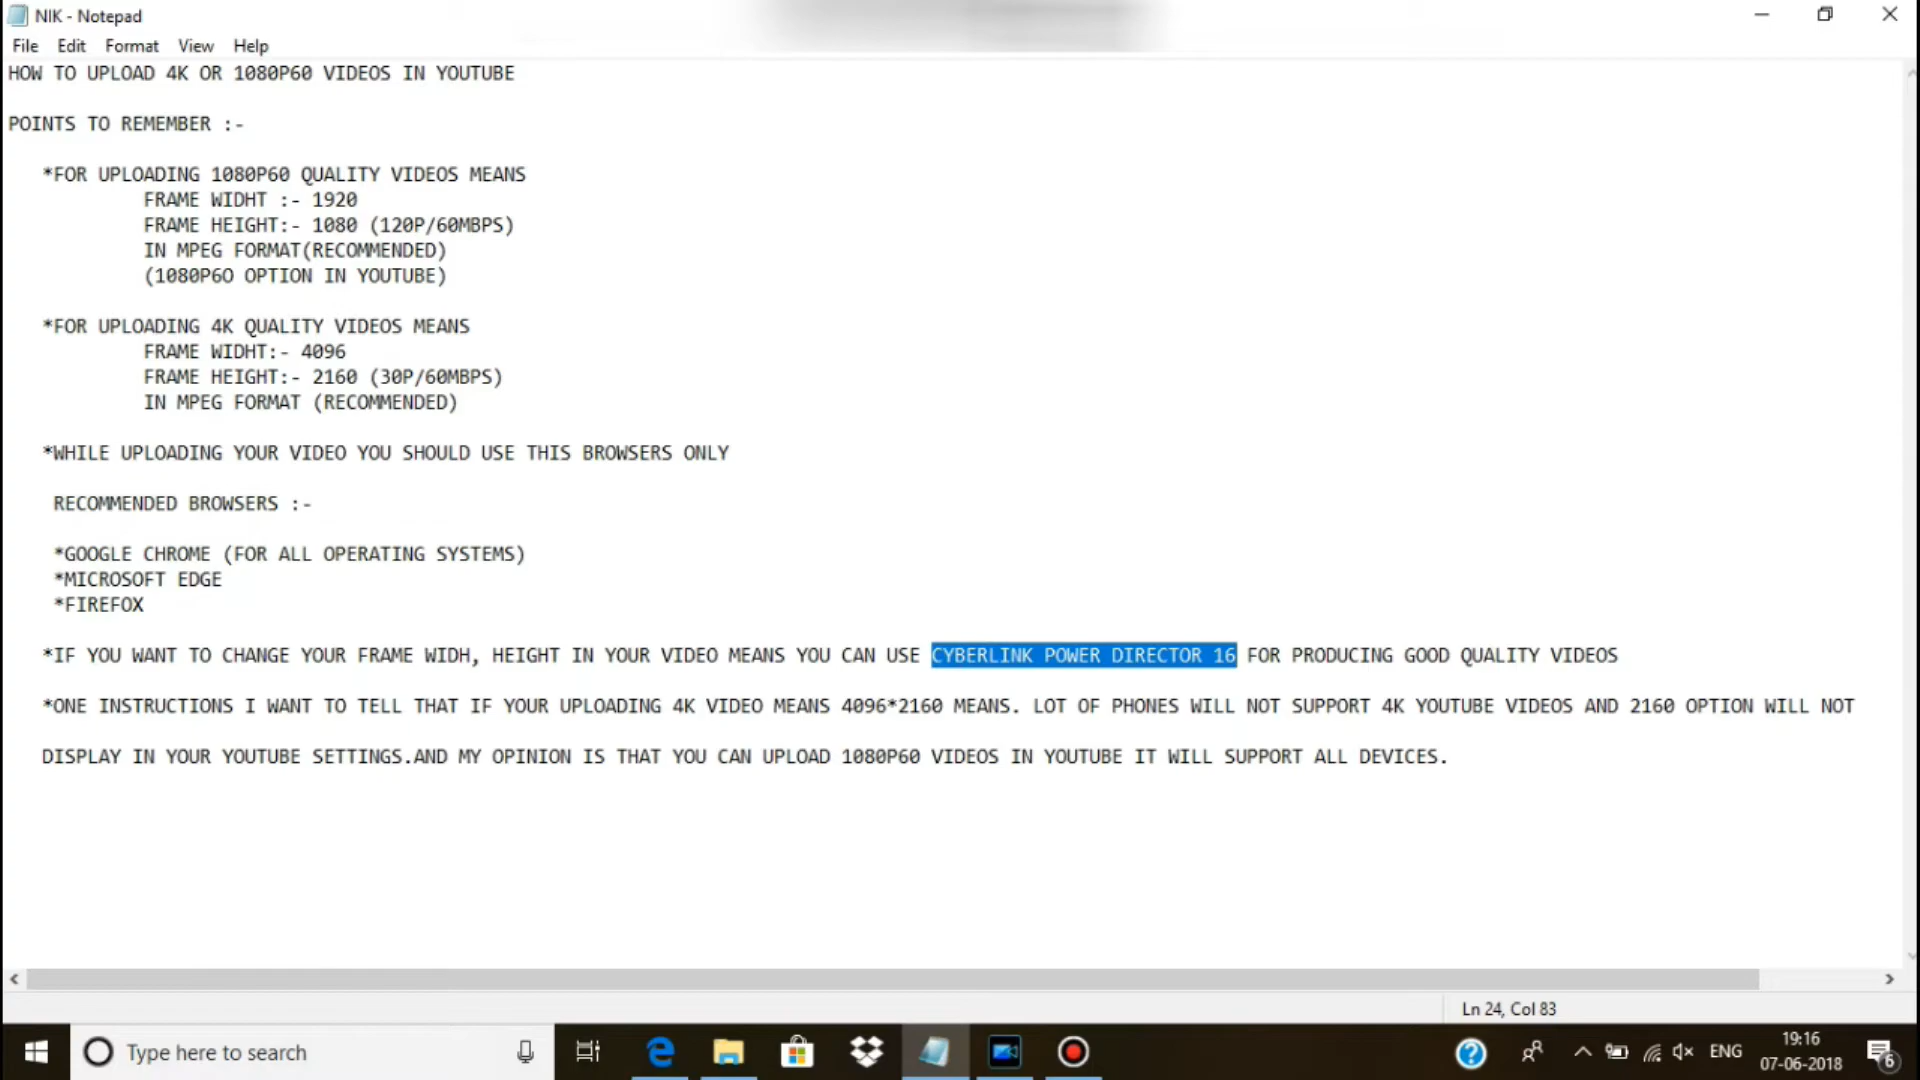 NIK - Notepad
File Edit Format View Help
HOW TO UPLOAD 4K OR 1080P60 VIDEOS IN YOUTUBE
POINTS TO REMEMBER :-
*FOR UPLOADING 1080P60 QUALITY VIDEOS MEANS
FRAME WIDHT :- 1920
FRAME HEIGHT:- 1080 (120P/60MBPS)
IN MPEG FORMAT(RECOMMENDED)
(1080P6O OPTION IN YOUTUBE)
*FOR UPLOADING 4K QUALITY VIDEOS MEANS
FRAME WIDHT:- 4096
FRAME HEIGHT:- 2160 (30P/60MBPS)
IN MPEG FORMAT (RECOMMENDED)
*WHILE UPLOADING YOUR VIDEO YOU SHOULD USE THIS BROWSERS ONLY
RECOMMENDED BROWSERS :-
*GOOGLE CHROME (FOR ALL OPERATING SYSTEMS)
*MICROSOFT EDGE
*FIREFOX
*IF YOU WANT TO CHANGE YOUR FRAME WIDH, HEIGHT IN YOUR VIDEO MEANS YOU CAN USE CYBERLINK POWER DIRECTOR 16 FOR PRODUCING GOOD QUALITY VIDEOS
*ONE INSTRUCTIONS I WANT TO TELL THAT IF YOUR UPLOADING 4K VIDEO MEANS 4096*2160 MEANS. LOT OF PHONES WILL NOT SUPPORT 4K YOUTUBE VIDEOS AND 2160 OPTION WILL NOT
DISPLAY IN YOUR YOUTUBE SETTINGS.AND MY OPINION IS THAT YOU CAN UPLOAD 1080P60 VIDEOS IN YOUTUBE IT WILL SUPPORT ALL DEVICES.
Ln 24, Col 83
Type here to search
ENG
19:16
07-06-2018
6